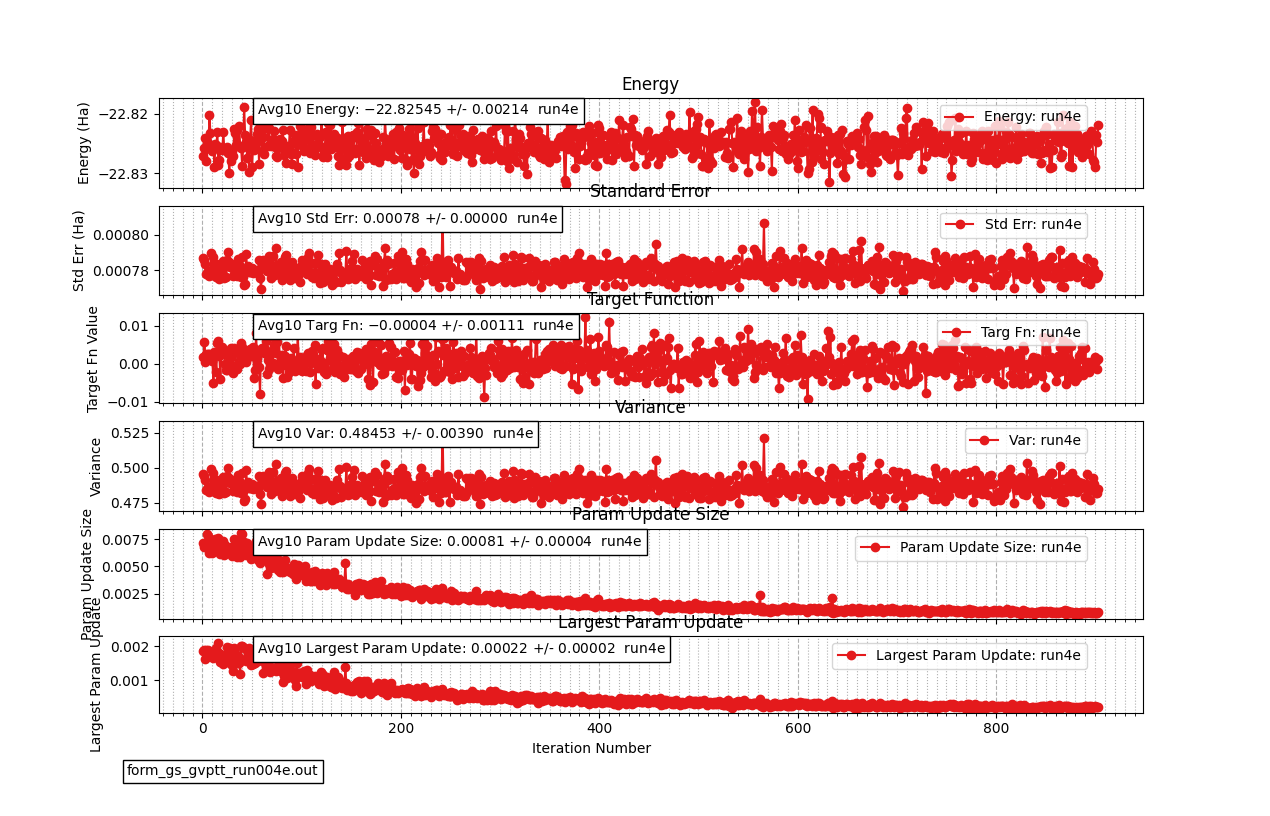 Energy
Energy (Ha)
−22.82
−22.83
Avg10 Energy: −22.82545 +/- 0.00214 run4e
Energy: run4e
Standard Error
Std Err (Ha)
0.00080
0.00078
Avg10 Std Err: 0.00078 +/- 0.00000 run4e
Std Err: run4e
Target Function
Target Fn Value
0.01
0.00
−0.01
Avg10 Targ Fn: −0.00004 +/- 0.00111 run4e
Targ Fn: run4e
Variance
Variance
0.525
0.500
0.475
Avg10 Var: 0.48453 +/- 0.00390 run4e
Var: run4e
Param Update Size
Param Update Size
0.0075
0.0050
0.0025
Avg10 Param Update Size: 0.00081 +/- 0.00004 run4e
Param Update Size: run4e
Largest Param Update
Largest Param Update
0.002
0.001
Avg10 Largest Param Update: 0.00022 +/- 0.00002 run4e
Largest Param Update: run4e
0 200 400 600 800
Iteration Number
form_gs_gvptt_run004e.out